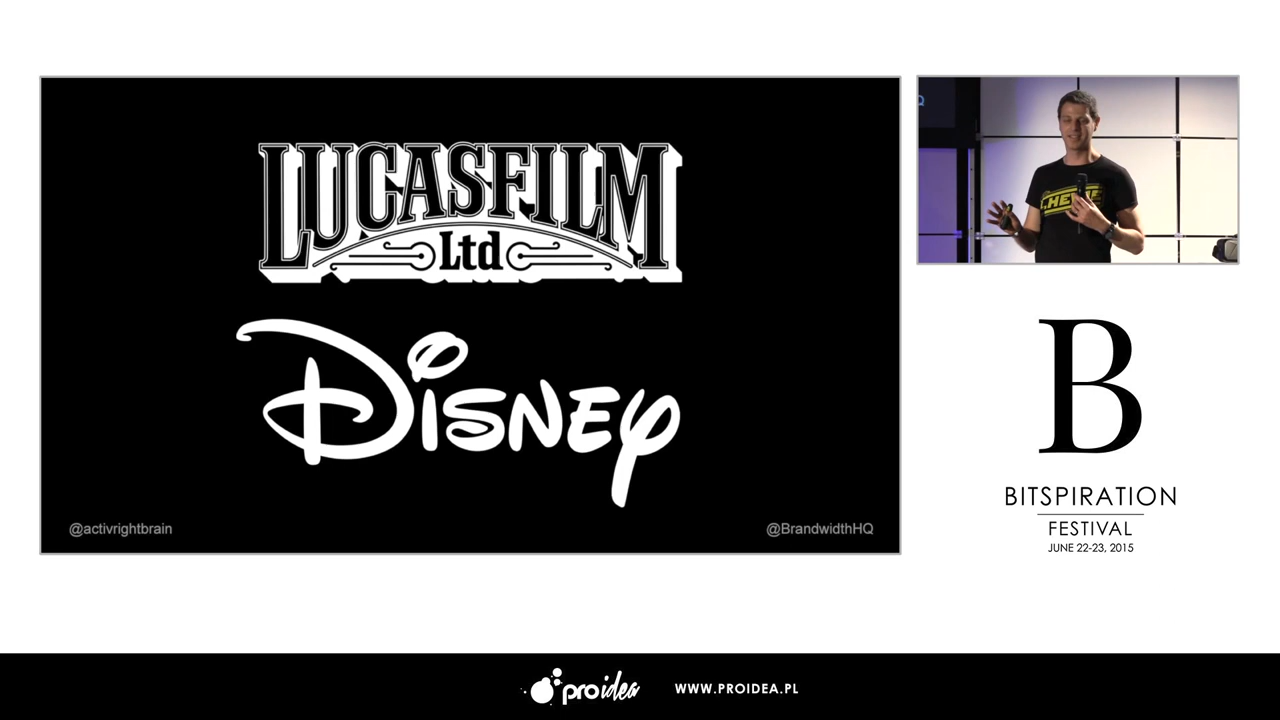 LUCASFILM
Ltd
DISNEY
@activrightbrain
@BrandwidthHQ
B
BITSPIRATION
FESTIVAL
JUNE 22-23, 2015
proidea
WWW.PROIDEA.PL